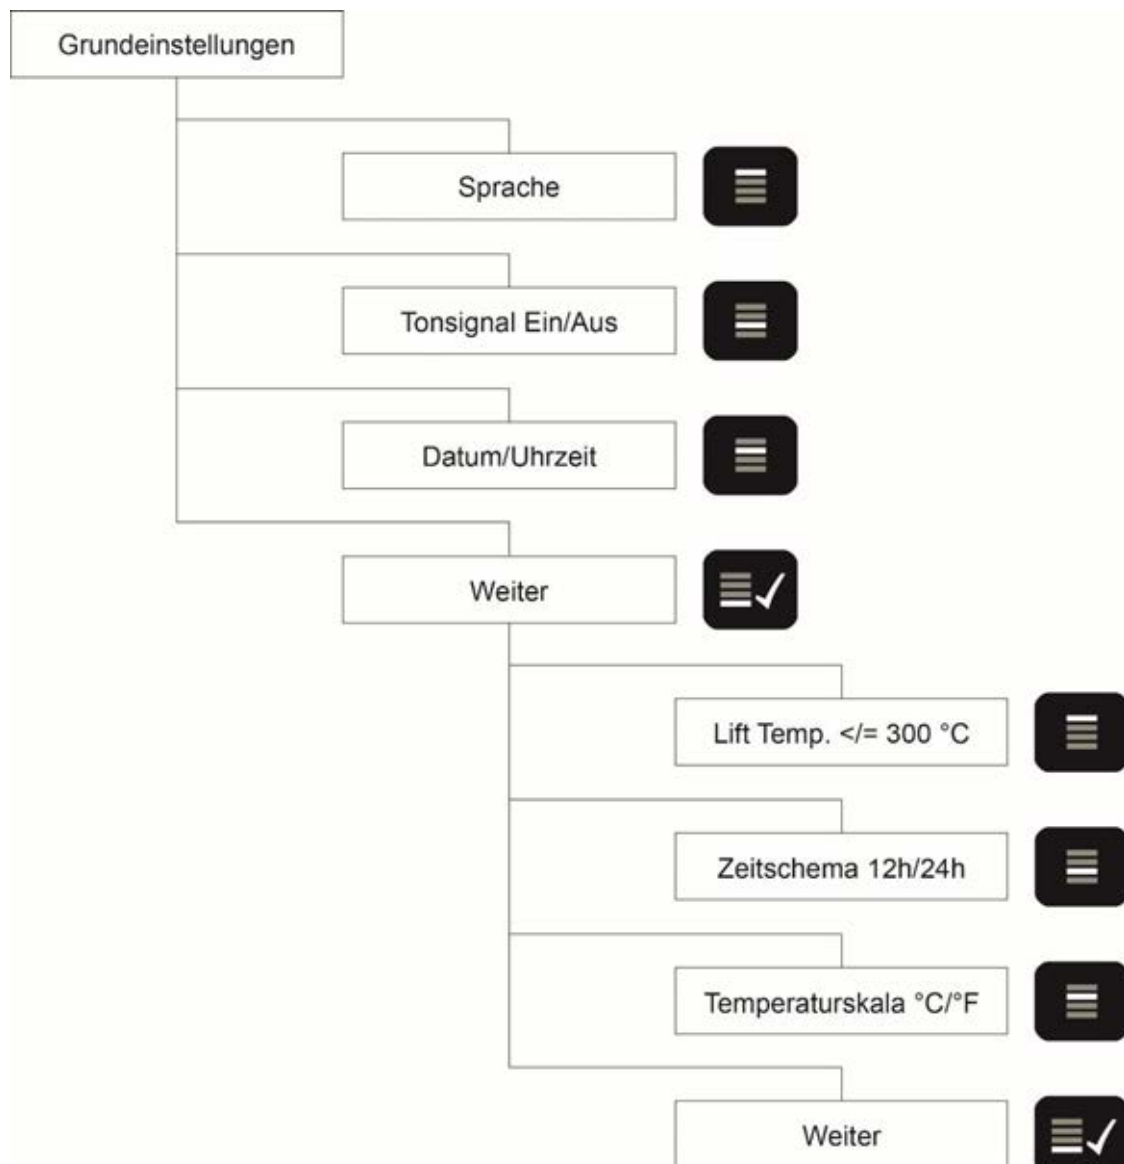 Grundeinstellungen
Sprache
Tonsignal Ein/Aus
Datum/Uhrzeit
Weiter
Lift Temp. </= 300 °C
Zeitschema 12h/24h
Temperaturskala °C/°F
Weiter